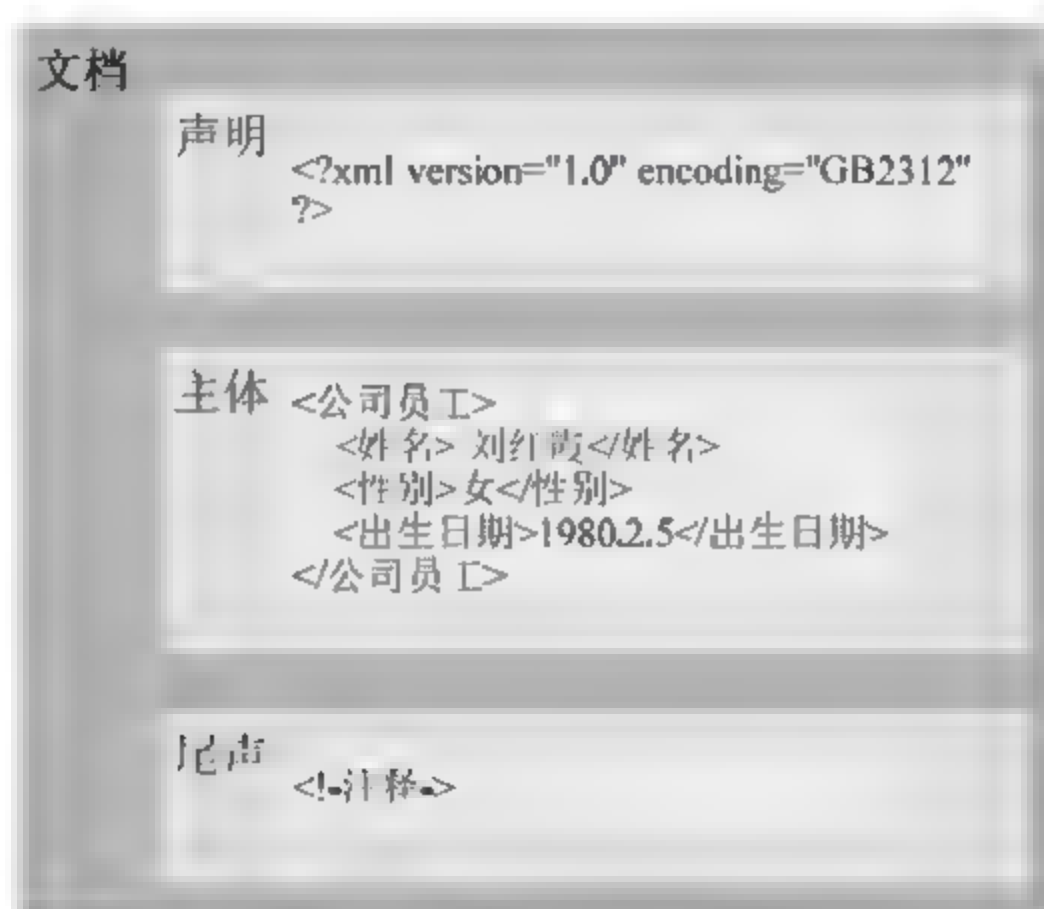 文档
声明
<?xml version="1.0" encoding="GB2312"
?>
主体
<公司员工>
<姓名> 刘红霞</姓名>
<性别>女</性别>
<出生日期>1980.2.5</出生日期>
</公司员工>
尾声
<!-注释->